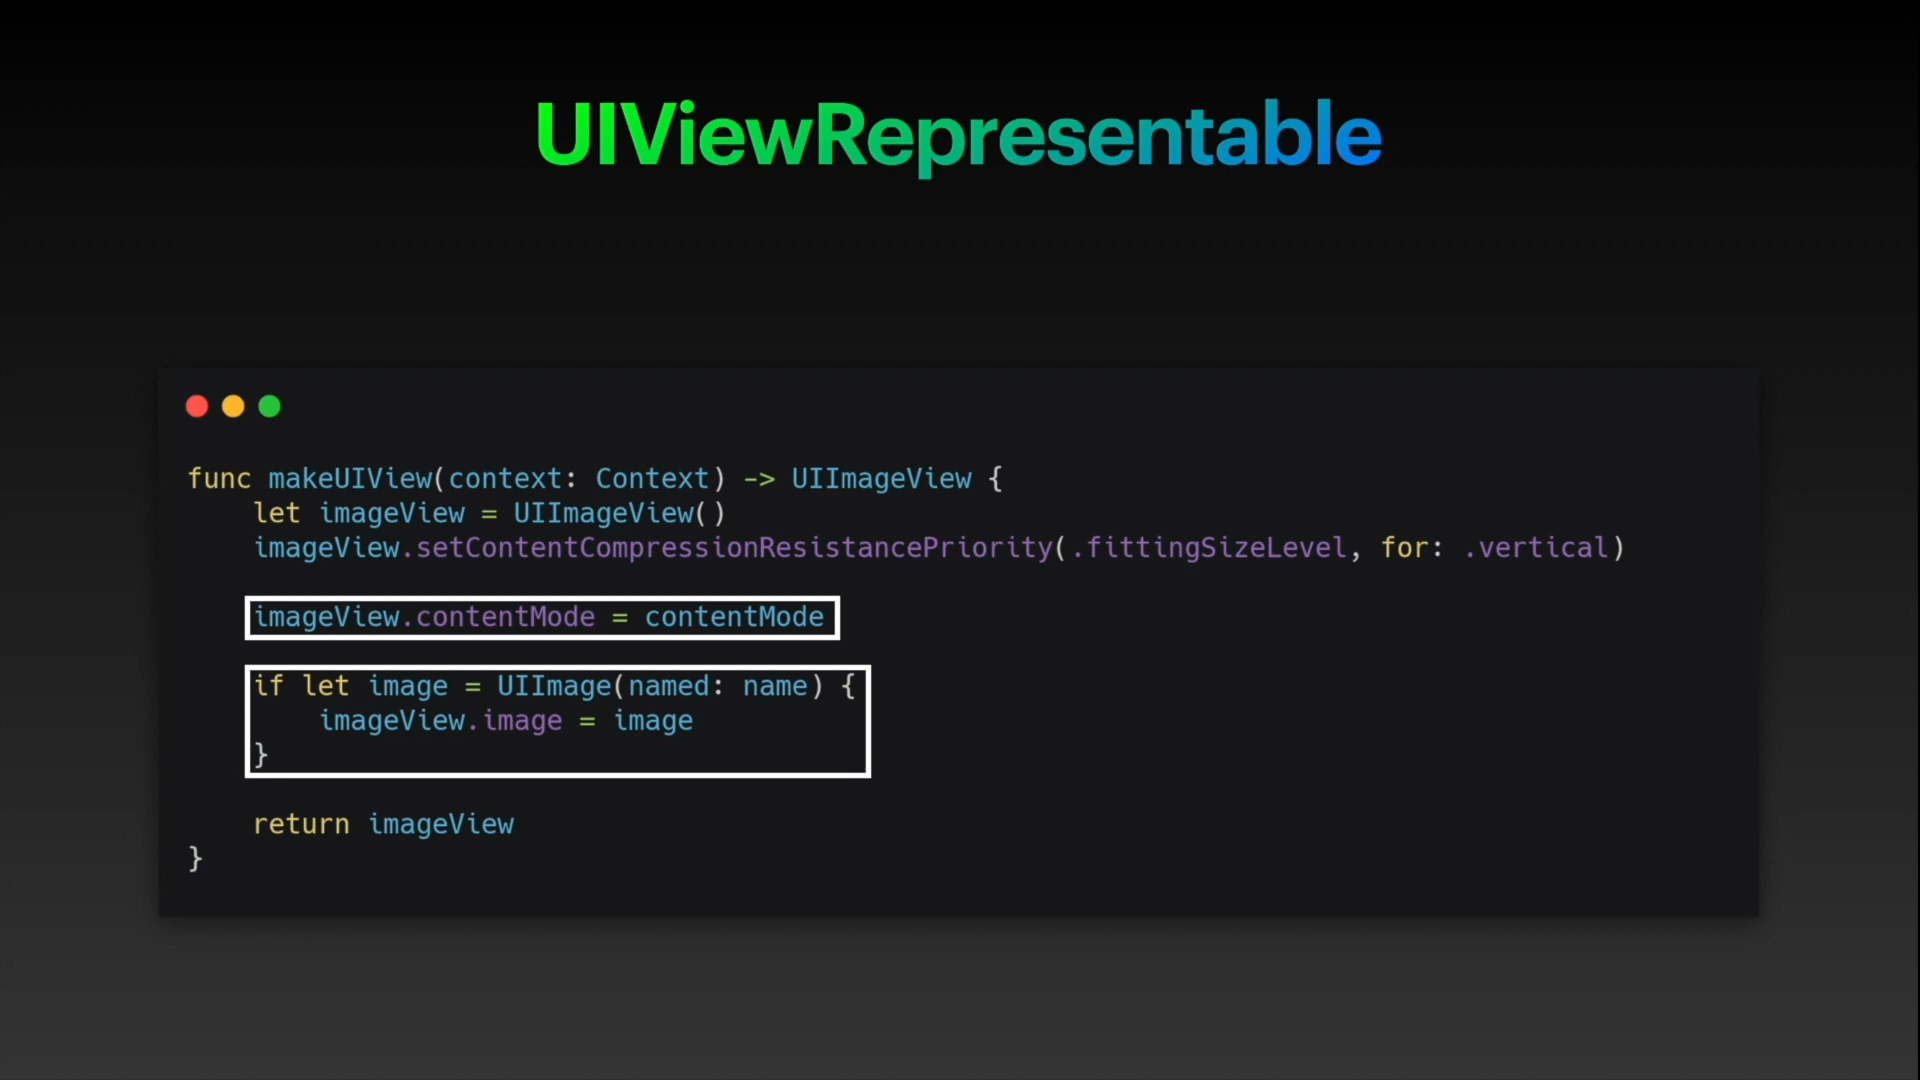 UIViewRepresentable
func makeUIView(context: Context) -> UIImageView {
    let imageView = UIImageView()
    imageView.setContentCompressionResistancePriority(.fittingSizeLevel, for: .vertical)
    imageView.contentMode = contentMode
    if let image = UIImage(named: name) {
        imageView.image = image
    }
    return imageView
}